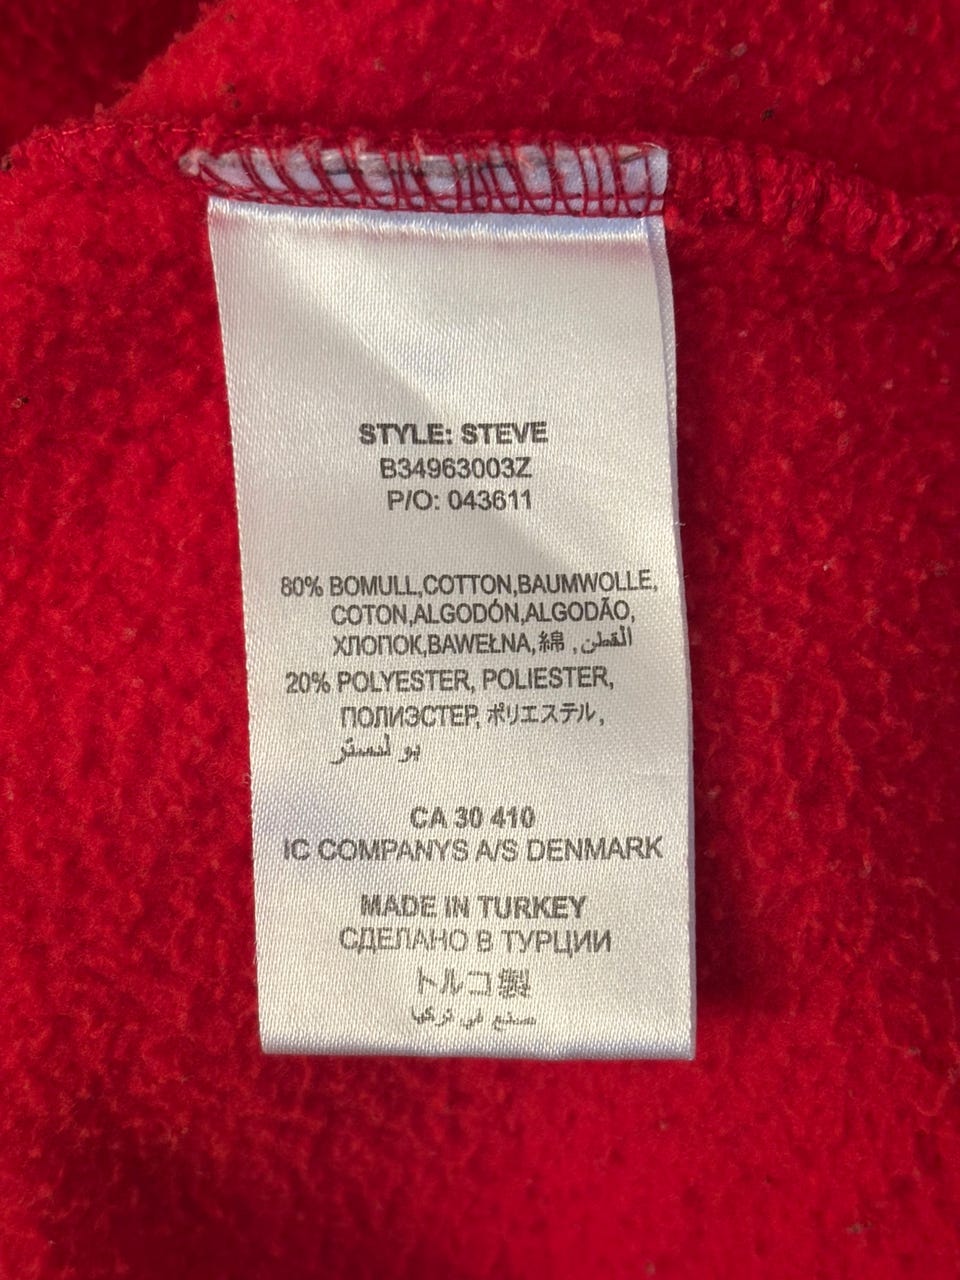 STYLE: STEVE
B34963003Z
P/O: 043611
80% BOMULL,COTTON,BAUMWOLLE,
COTON,ALGODÓN,ALGODÃO,
ХЛОПОК,BAWEŁNA,綿, القطن
20% POLYESTER, POLIESTER,
ПОЛИЭСТЕР, ポリエステル,
بو ليستر
CA 30 410
IC COMPANYS A/S DENMARK
MADE IN TURKEY
СДЕЛАНО В ТУРЦИИ
トルコ製
صنع في تركيا